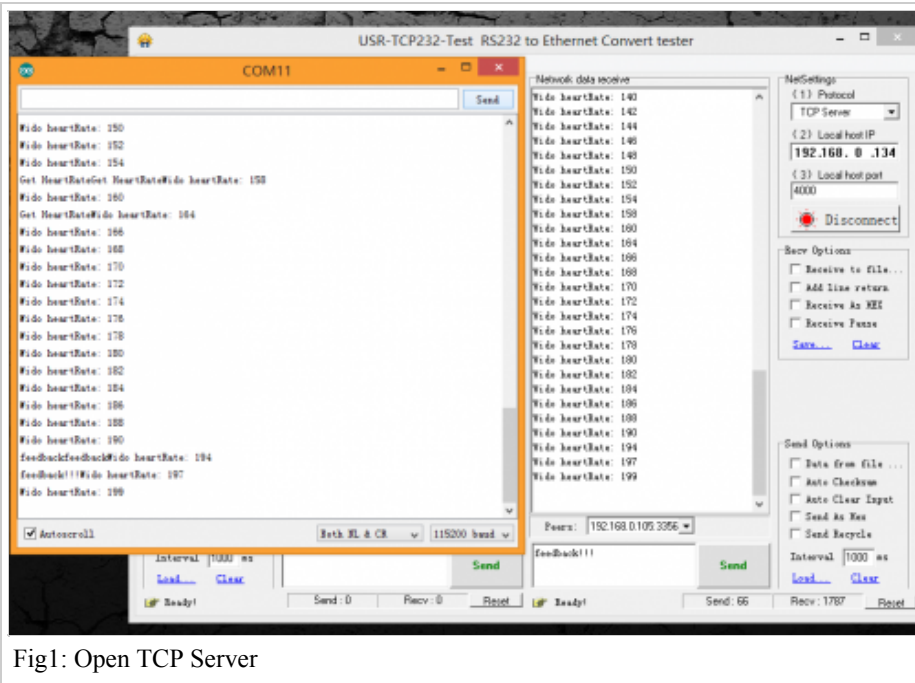 USR-TCP232-Test RS232 to Ethernet Convert tester
COM11
Send
Wido heartRate: 150
Wido heartRate: 152
Wido heartRate: 154
Get HeartRateGet HeartRateWido heartRate: 158
Wido heartRate: 160
Get HeartRateWido heartRate: 164
Wido heartRate: 166
Wido heartRate: 168
Wido heartRate: 170
Wido heartRate: 172
Wido heartRate: 174
Wido heartRate: 176
Wido heartRate: 178
Wido heartRate: 180
Wido heartRate: 182
Wido heartRate: 184
Wido heartRate: 186
Wido heartRate: 188
Wido heartRate: 190
feedbackfeedbackWido heartRate: 194
feedback!!!Wido heartRate: 197
Wido heartRate: 199
Autoscroll
Both NL & CR
115200 baud
Network data receive
Wido heartRate: 140
Wido heartRate: 142
Wido heartRate: 144
Wido heartRate: 146
Wido heartRate: 148
Wido heartRate: 150
Wido heartRate: 152
Wido heartRate: 154
Wido heartRate: 158
Wido heartRate: 160
Wido heartRate: 164
Wido heartRate: 166
Wido heartRate: 168
Wido heartRate: 170
Wido heartRate: 172
Wido heartRate: 174
Wido heartRate: 176
Wido heartRate: 178
Wido heartRate: 180
Wido heartRate: 182
Wido heartRate: 184
Wido heartRate: 186
Wido heartRate: 188
Wido heartRate: 190
Wido heartRate: 194
Wido heartRate: 197
Wido heartRate: 199
Peers: 192.168.0.105:3356
feedback!!!
Send
NetSettings
(1) Protocol
TCP Server
(2) Local host IP
192.168. 0 .134
(3) Local host port
4000
Disconnect
Recv Options
Receive to file...
Add line return
Receive As HEX
Receive Pause
Save... Clear
Send Options
Data from file ...
Auto Checksum
Auto Clear Input
Send As Hex
Send Recycle
Interval 1000 ms
Load... Clear
Interval 1000 ms
Load... Clear
Send
Ready! Send : 0 Recv : 0 Reset
Ready! Send : 66 Recv : 1787 Reset
Fig1: Open TCP Server